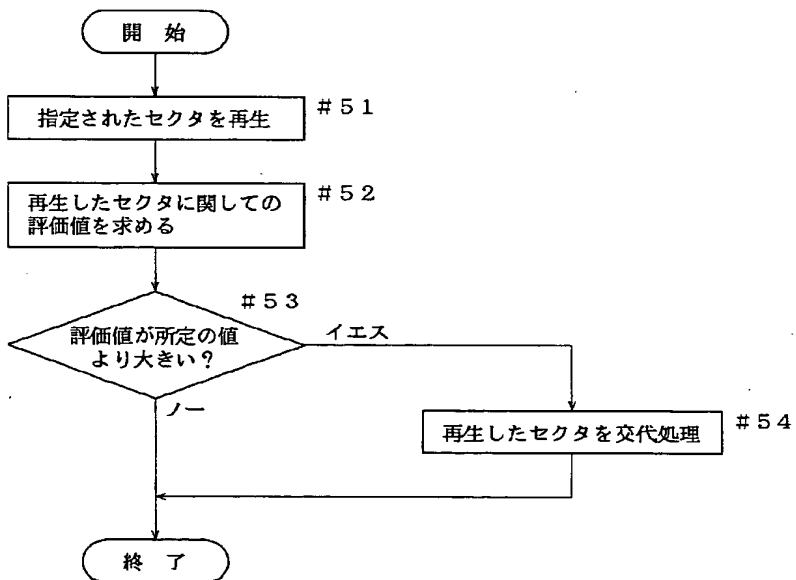 開 始
指定されたセクタを再生
#51
再生したセクタに関しての
評価値を求める
#52
#53
評価値が所定の値
より大きい?
イエス
ノー
再生したセクタを交代処理
#54
終 了